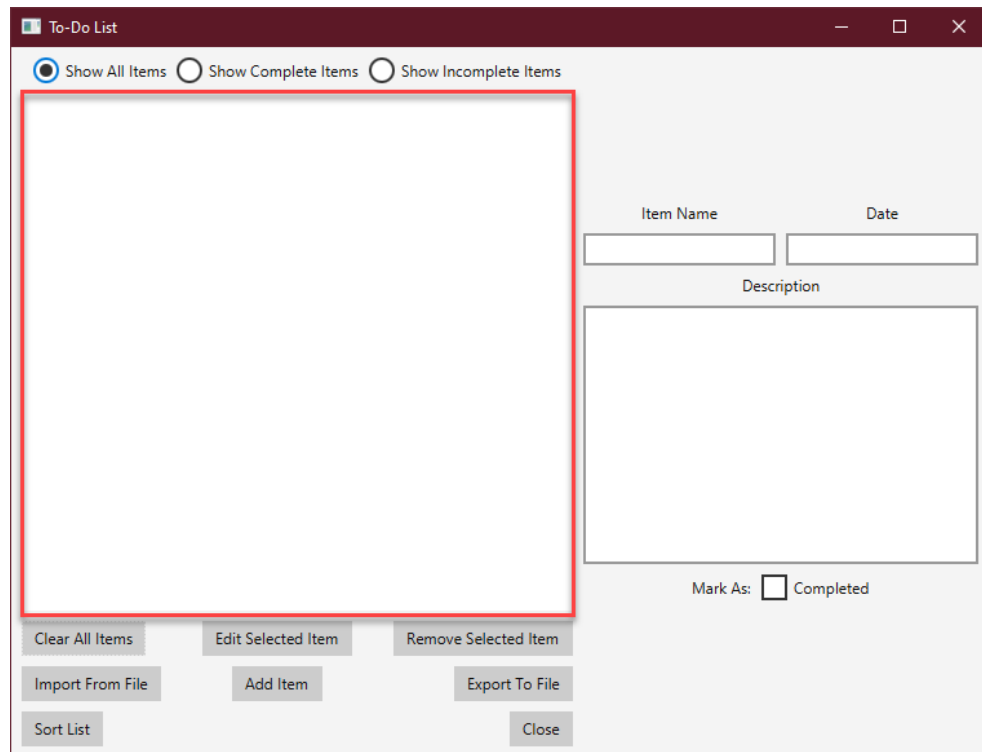 To-Do List
Show All Items Show Complete Items Show Incomplete Items
Item Name Date
Description
Mark As: Completed
Clear All Items Edit Selected Item Remove Selected Item
Import From File Add Item Export To File
Sort List Close